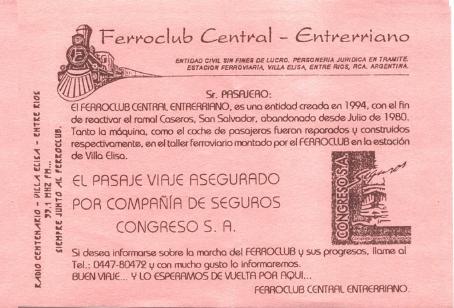 Ferroclub Central - Entrerriano
ENTIDAD CIVIL SIN FINES DE LUCRO. PERSONERIA JURIDICA EN TRAMITE.
ESTACION FERROVIARIA, VILLA ELISA, ENTRE RIOS, RCA. ARGENTINA.
Sr. PASAJERO:
El FERROCLUB CENTRAL ENTRERRIANO, es una entidad creada en 1994, con el fin
de reactivar el ramal Caseros, San Salvador, abandonado desde Julio de 1980.
Tanto la máquina, como el coche de pasajeros fueron reparados y construidos
respectivamente, en el taller ferroviario montado por el FERROCLUB en la estación
de Villa Elisa.
EL PASAJE VIAJE ASEGURADO
POR COMPAÑÍA DE SEGUROS
CONGRESO S. A.
CONGRESO S.A.
Seguros
Si desea informarse sobre la marcha del FERROCLUB y sus progresos, llame al
Tel.: 0447-80472 y con mucho gusto lo informaremos.
BUEN VIAJE... Y LO ESPERAMOS DE VUELTA POR AQUI...
FERROCLUB CENTRAL ENTRERRIANO.
RADIO CENTENARIO - VILLA ELISA - ENTRE RIOS
99.1 MHZ FM...
SIEMPRE JUNTO AL FERROCLUB.